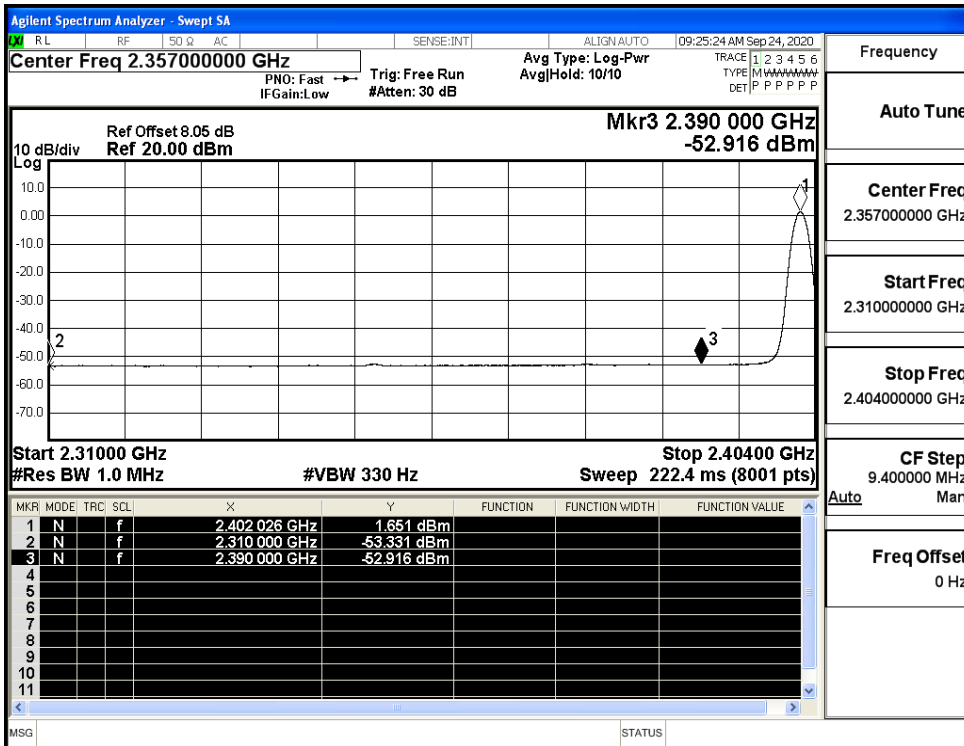 Agilent Spectrum Analyzer - Swept SA
LXI RL RF 50 Ω AC SENSE:INT ALIGN AUTO 09:25:24 AM Sep 24, 2020
Center Freq 2.357000000 GHz
PNO: Fast
IFGain:Low
Trig: Free Run
#Atten: 30 dB
Avg Type: Log-Pwr
Avg|Hold: 10/10
TRACE 1 2 3 4 5 6
TYPE M WWWWW
DET P P P P P P
Mkr3 2.390 000 GHz
-52.916 dBm
Ref Offset 8.05 dB
10 dB/div Ref 20.00 dBm
Log
10.0
0.00
-10.0
-20.0
-30.0
-40.0
-50.0
-60.0
-70.0
1
2
3
Start 2.31000 GHz Stop 2.40400 GHz
#Res BW 1.0 MHz #VBW 330 Hz Sweep 222.4 ms (8001 pts)
MKR MODE TRC SCL X Y FUNCTION FUNCTION WIDTH FUNCTION VALUE
1 N f 2.402 026 GHz 1.651 dBm
2 N f 2.310 000 GHz -53.331 dBm
3 N f 2.390 000 GHz -52.916 dBm
4
5
6
7
8
9
10
11
MSG STATUS
Frequency
Auto Tune
Center Freq
2.357000000 GHz
Start Freq
2.310000000 GHz
Stop Freq
2.404000000 GHz
CF Step
9.400000 MHz
Auto Man
Freq Offset
0 Hz